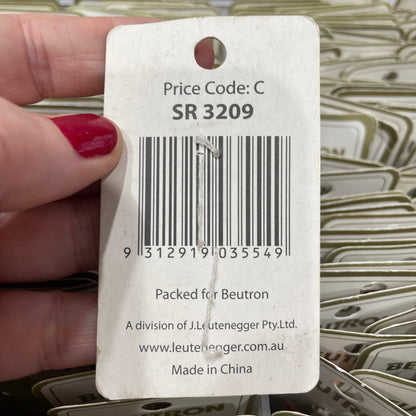 Price Code: C
SR 3209
9 312919 035549
Packed for Beutron
A division of J.Leutenegger Pty.Ltd.
www.leutenegger.com.au
Made in China
BEUTRON